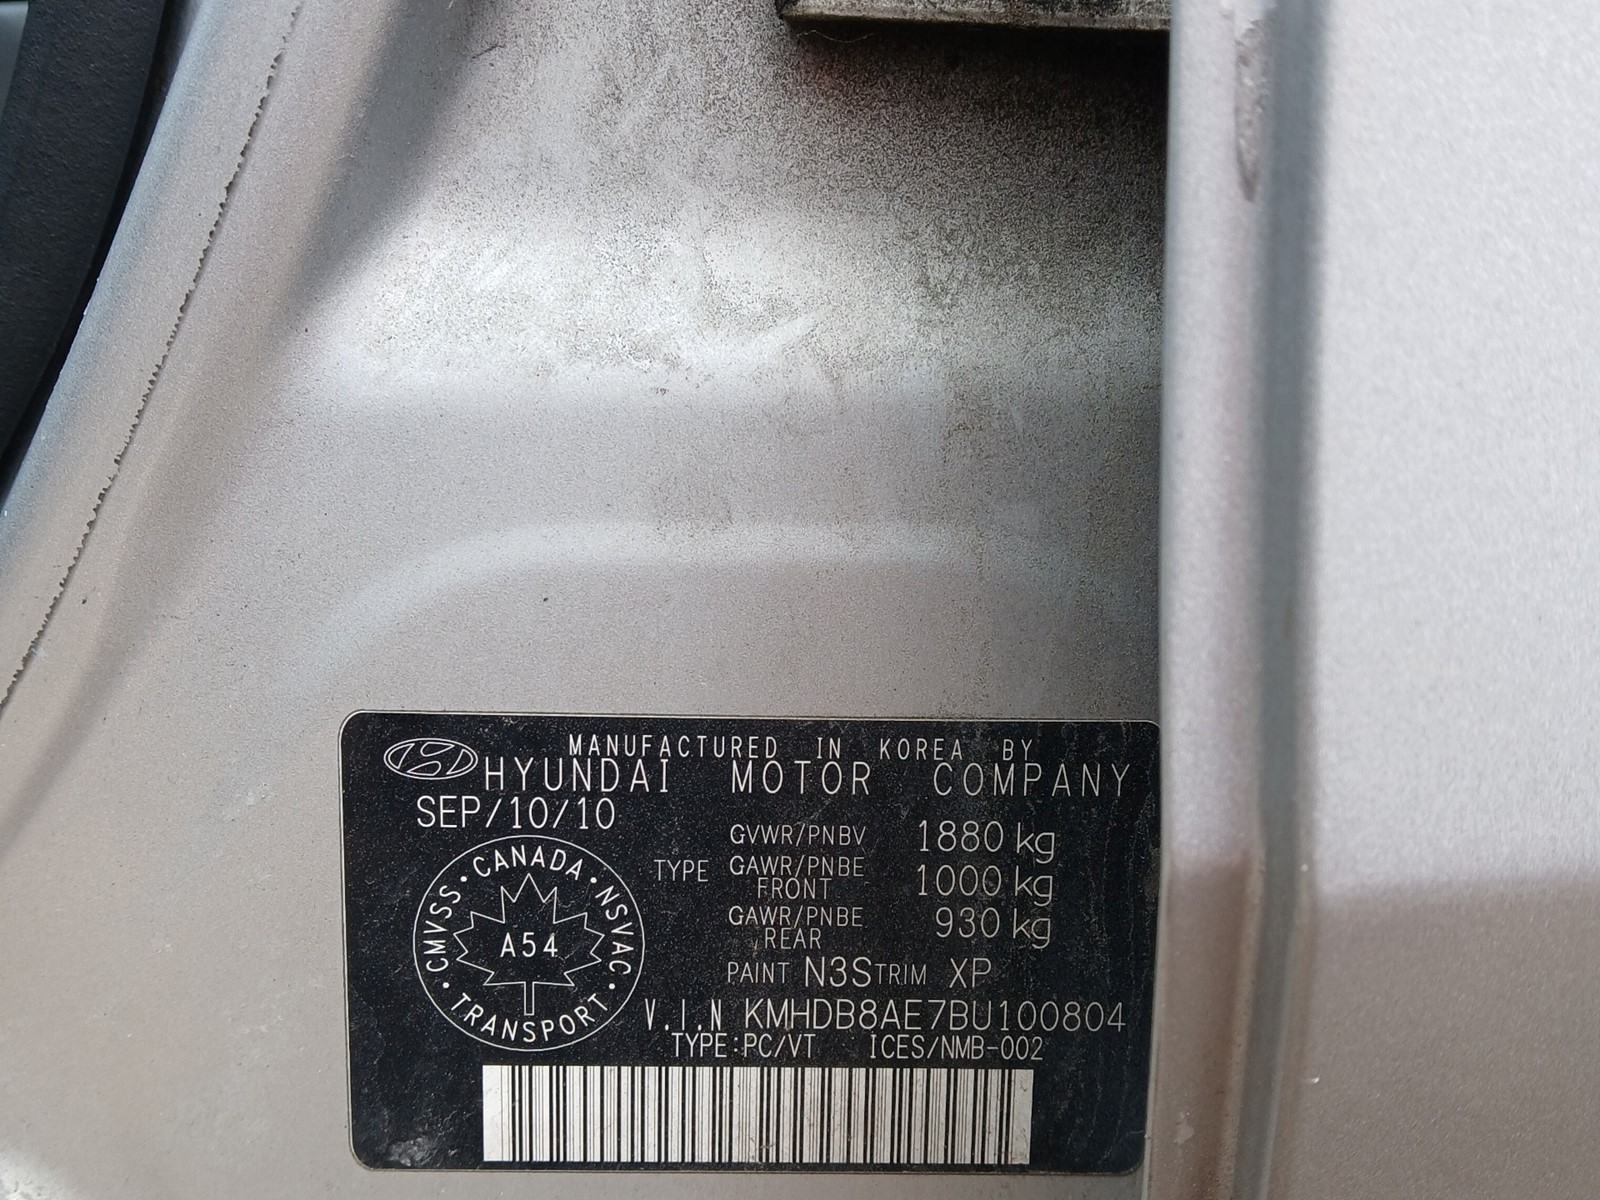 MANUFACTURED IN KOREA BY
HYUNDAI MOTOR COMPANY
SEP/10/10
GVWR/PNBV 1880 kg
TYPE GAWR/PNBE FRONT 1000 kg
GAWR/PNBE REAR 930 kg
PAINT N3S TRIM XP
V.I.N KMHDB8AE7BU100804
TYPE:PC/VT ICES/NMB-002
CMVSS · CANADA · NSVAC · TRANSPORT ·
A54